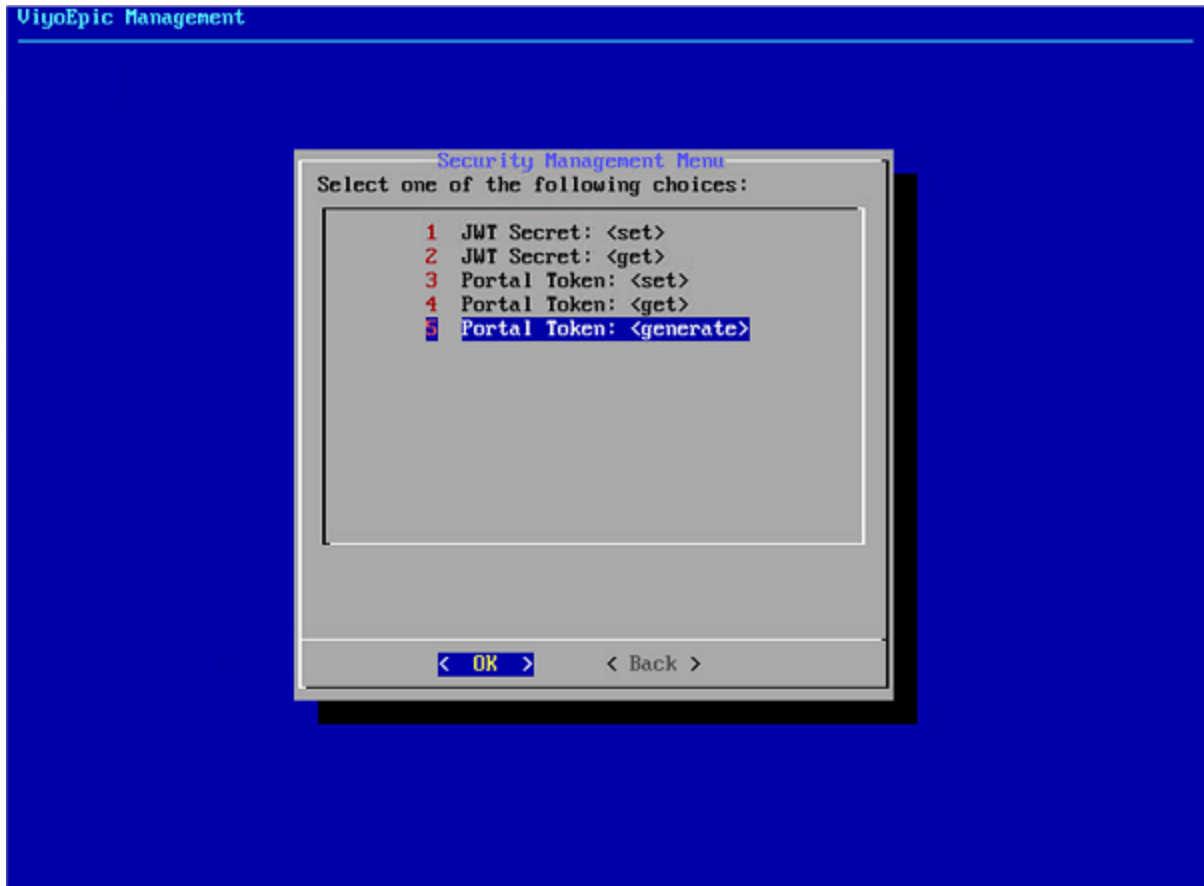 ViyoEpic Management
Security Management Menu
Select one of the following choices:
1 JWT Secret: <set>
2 JWT Secret: <get>
3 Portal Token: <set>
4 Portal Token: <get>
5 Portal Token: <generate>
< OK > < Back >